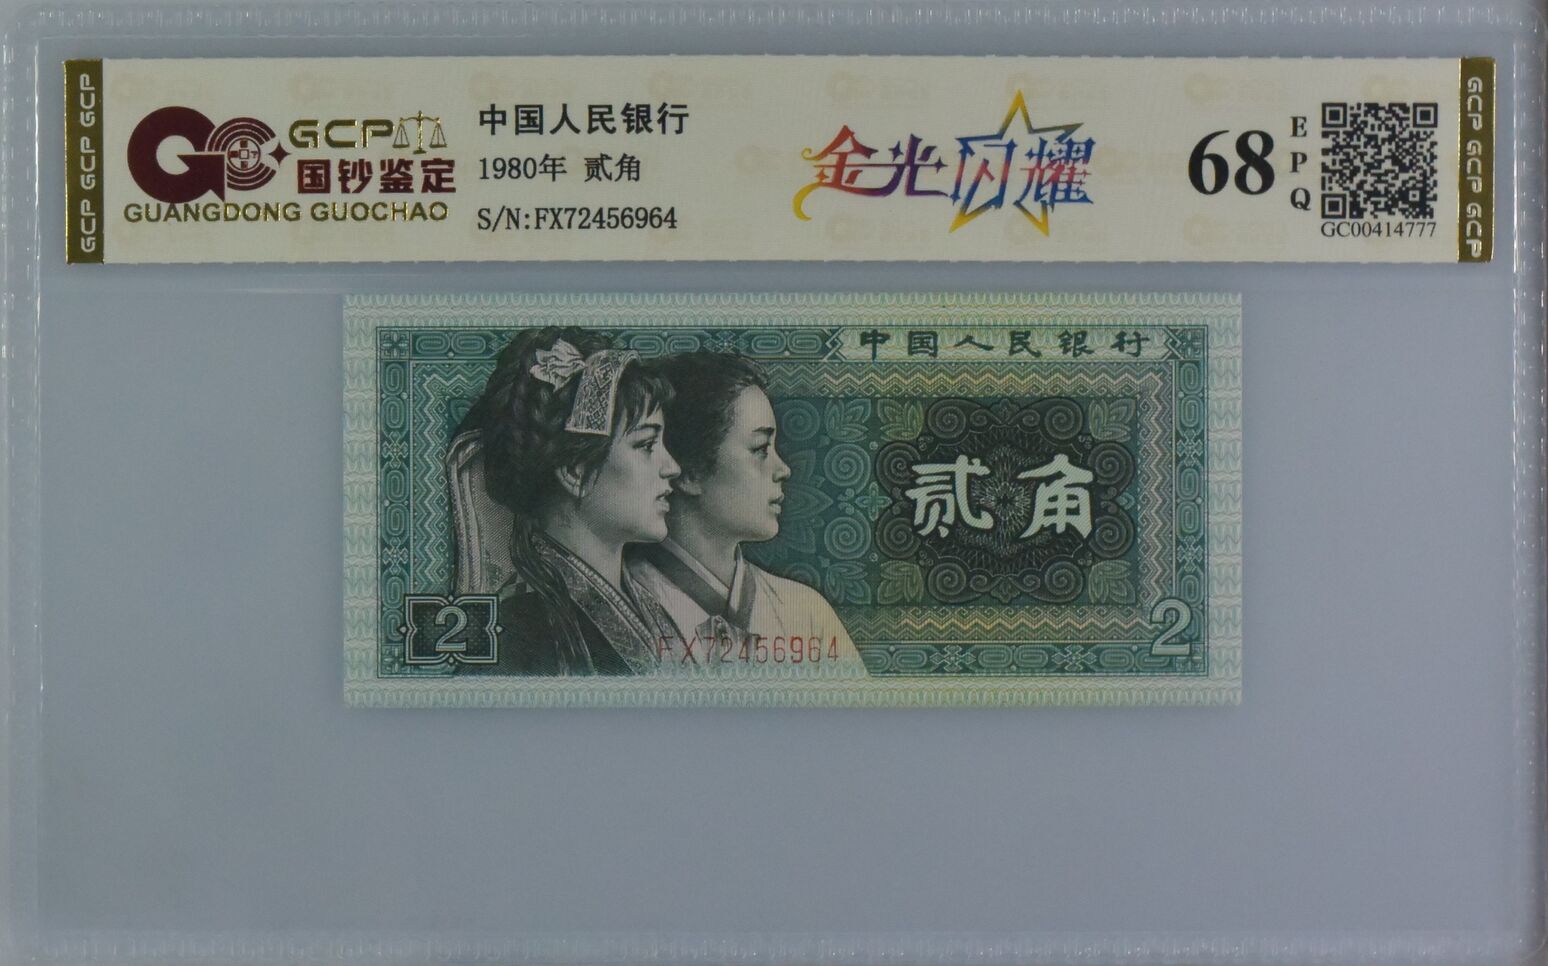 GCP GCP GCP
GCP
国钞鉴定
GUANGDONG GUOCHAO
中国人民银行
1980年 贰角
S/N:FX72456964
金光闪耀
68
EPQ
GC00414777
GCP GCP GCP
中国人民银行
贰角
2
FX72456964
2